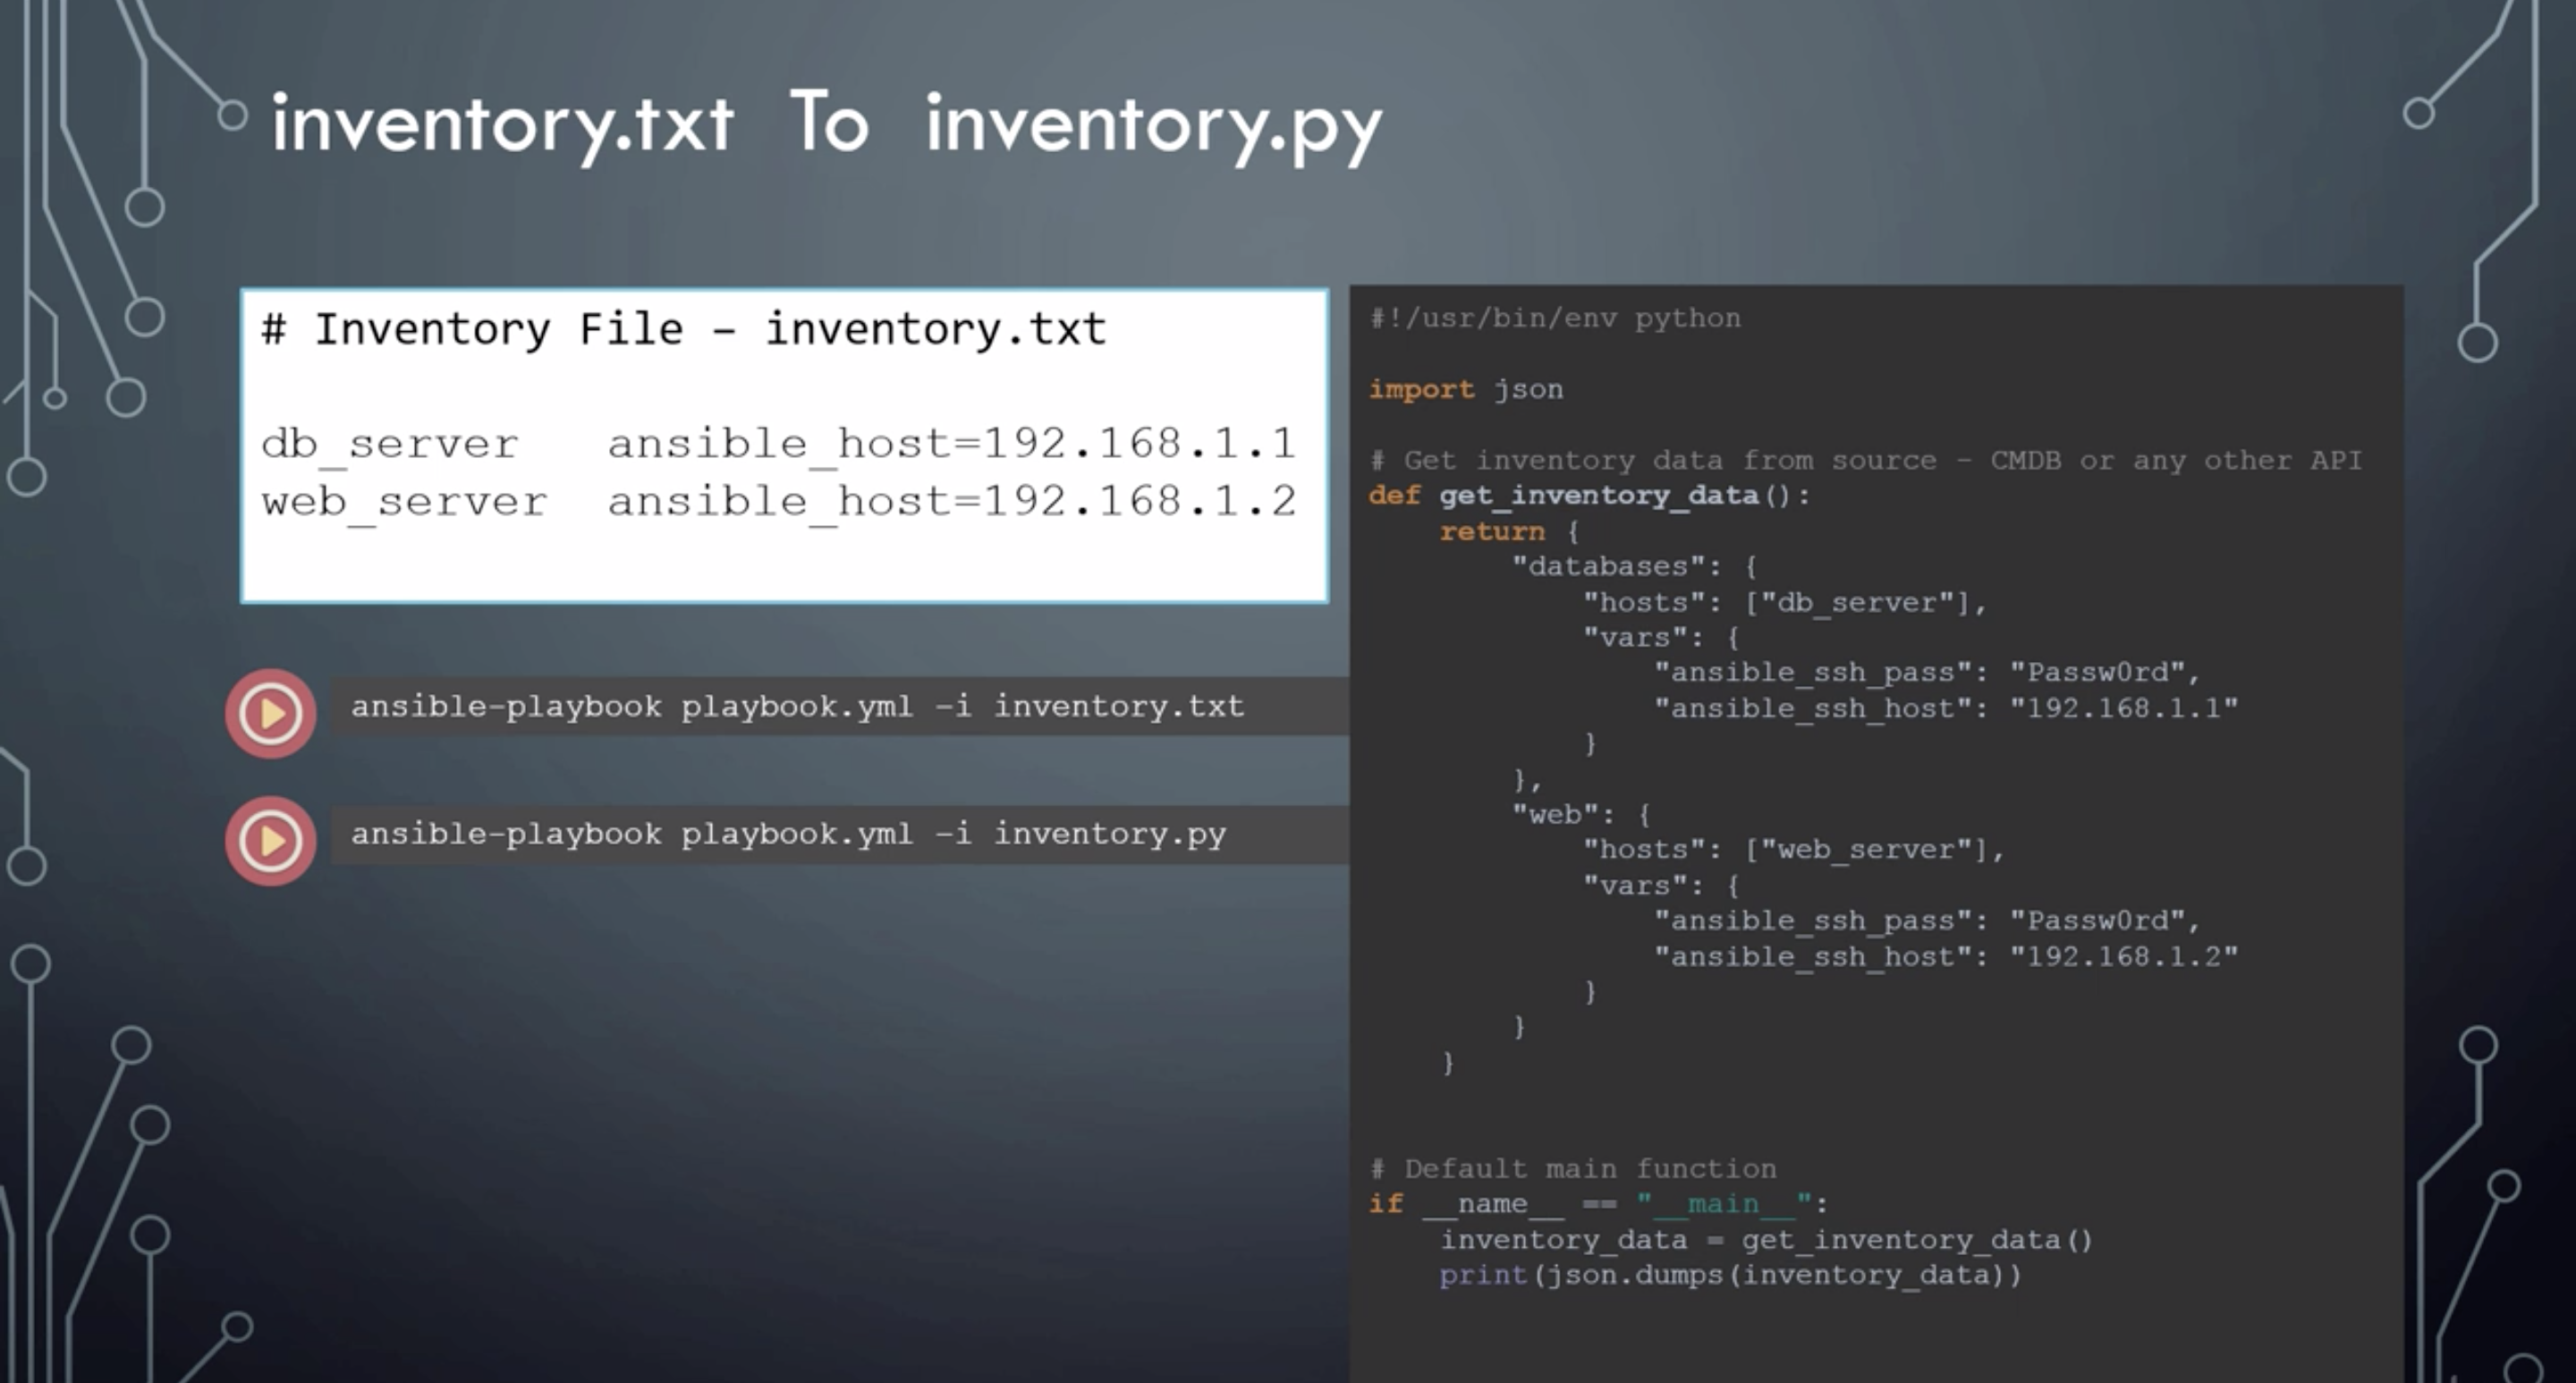 inventory.txt To inventory.py
# Inventory File – inventory.txt
db_server ansible_host=192.168.1.1
web_server ansible_host=192.168.1.2
ansible-playbook playbook.yml -i inventory.txt
ansible-playbook playbook.yml -i inventory.py
#!/usr/bin/env python
import json
# Get inventory data from source – CMDB or any other API
def get_inventory_data():
    return {
        "databases": {
            "hosts": ["db_server"],
            "vars": {
                "ansible_ssh_pass": "Passw0rd",
                "ansible_ssh_host": "192.168.1.1"
            }
        },
        "web": {
            "hosts": ["web_server"],
            "vars": {
                "ansible_ssh_pass": "Passw0rd",
                "ansible_ssh_host": "192.168.1.2"
            }
        }
    }
# Default main function
if __name__ == "__main__":
    inventory_data = get_inventory_data()
    print(json.dumps(inventory_data))